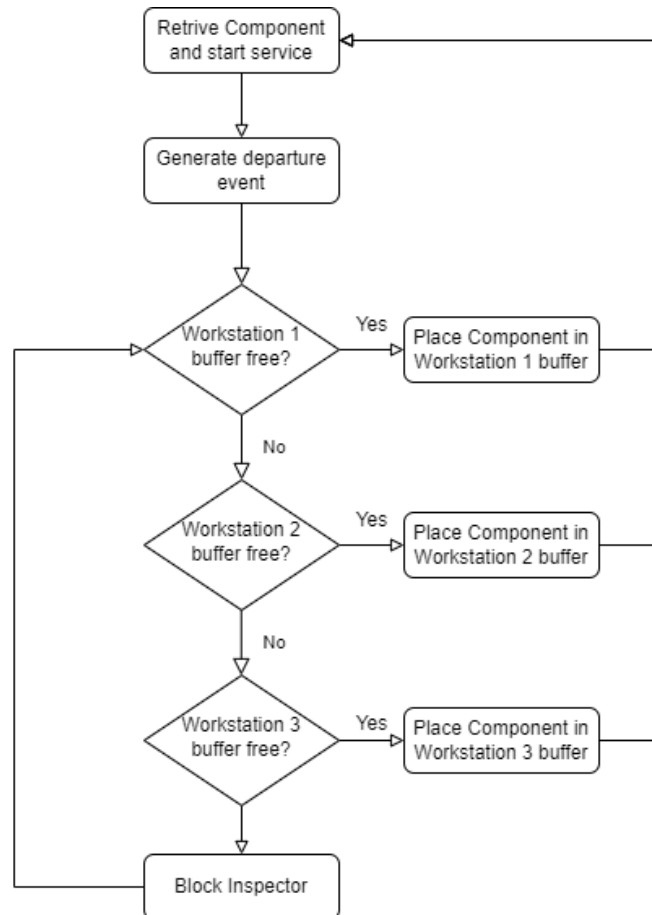 Retrive Component
and start service
Generate departure
event
Workstation 1
buffer free?
Yes
Place Component in
Workstation 1 buffer
No
Workstation 2
buffer free?
Yes
Place Component in
Workstation 2 buffer
No
Workstation 3
buffer free?
Yes
Place Component in
Workstation 3 buffer
Block Inspector